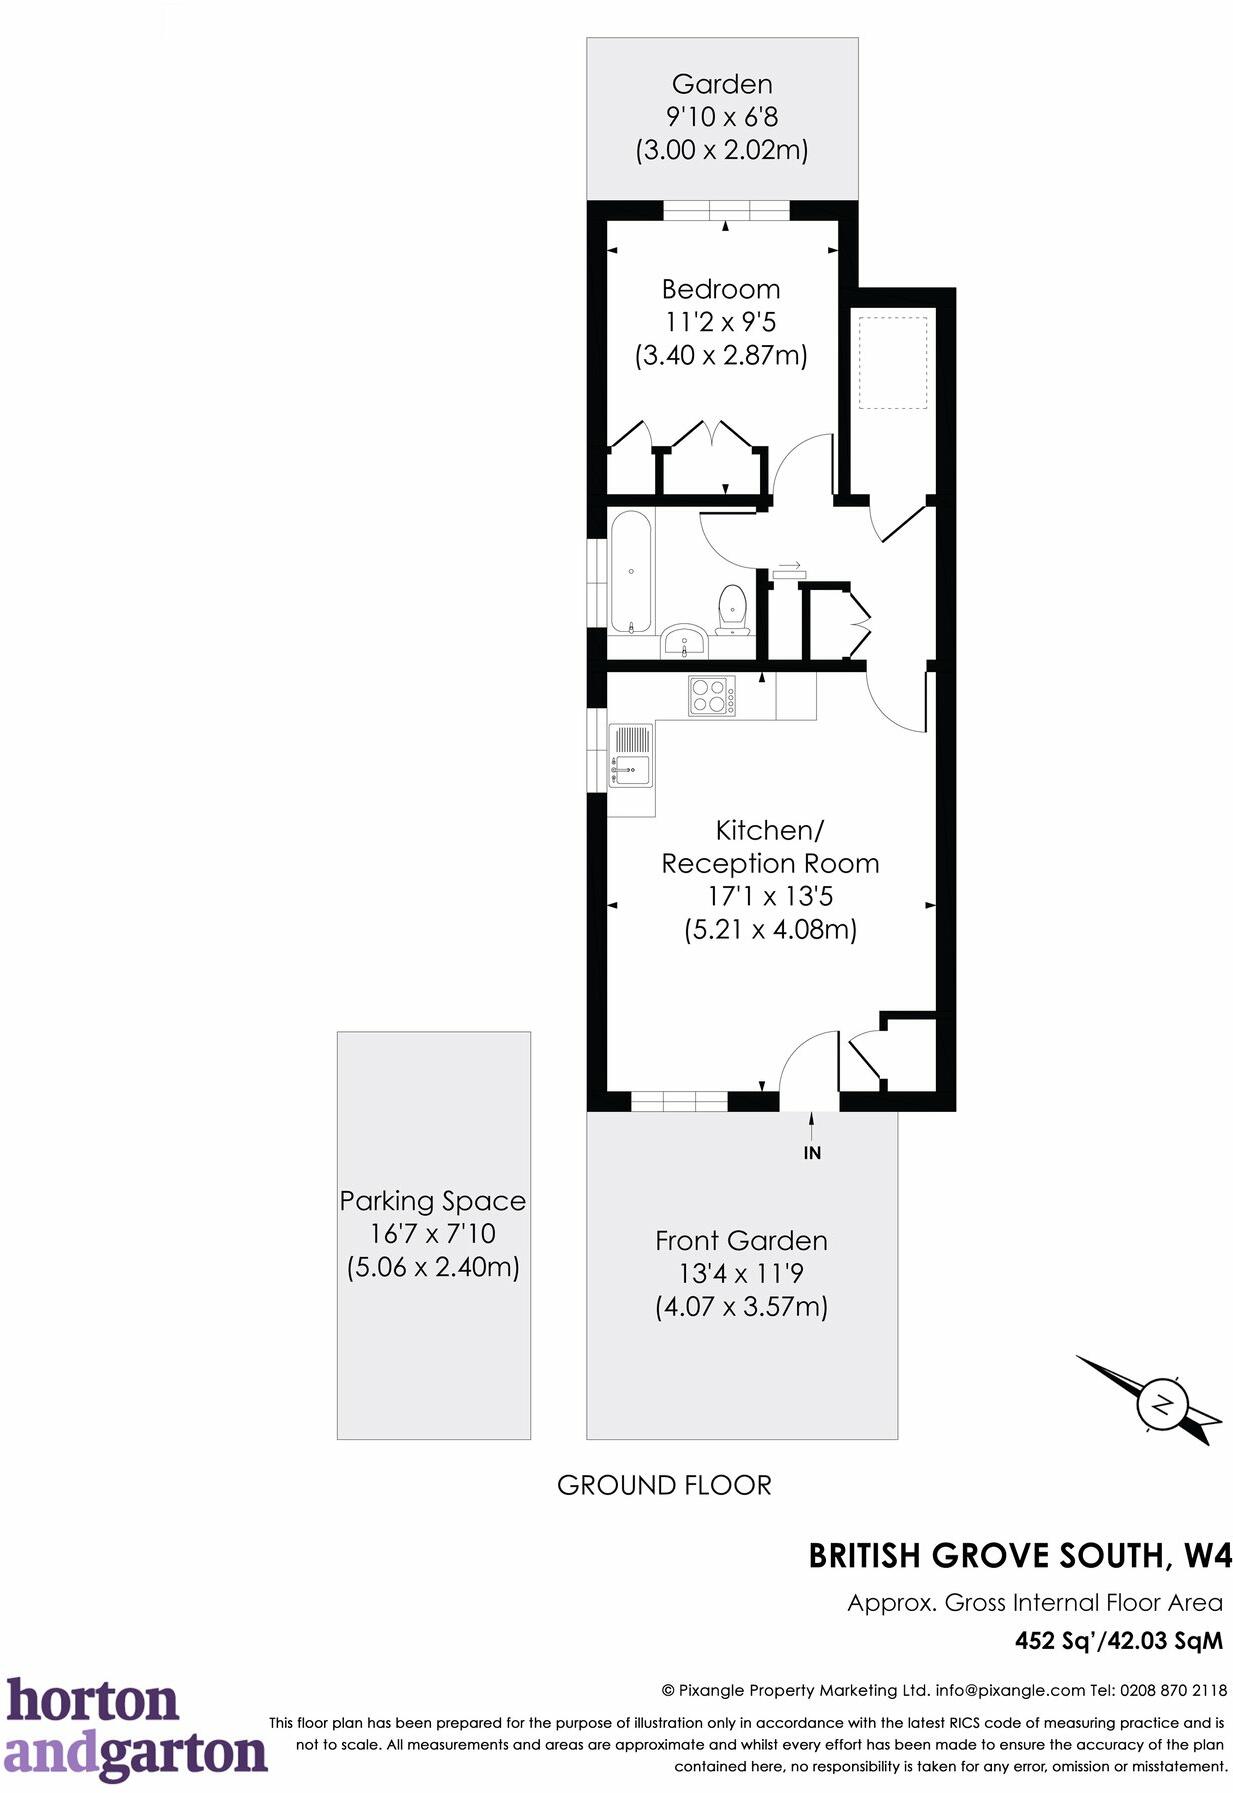 Garden
9'10 x 6'8
(3.00 x 2.02m)
Bedroom
11'2 x 9'5
(3.40 x 2.87m)
Kitchen/
Reception Room
17'1 x 13'5
(5.21 x 4.08m)
IN
Parking Space
16'7 x 7'10
(5.06 x 2.40m)
Front Garden
13'4 x 11'9
(4.07 x 3.57m)
N
GROUND FLOOR
BRITISH GROVE SOUTH, W4
Approx. Gross Internal Floor Area
452 Sq'/42.03 SqM
horton
andgarton
© Pixangle Property Marketing Ltd. info@pixangle.com Tel: 0208 870 2118
This floor plan has been prepared for the purpose of illustration only in accordance with the latest RICS code of measuring practice and is
not to scale. All measurements and areas are approximate and whilst every effort has been made to ensure the accuracy of the plan
contained here, no responsibility is taken for any error, omission or misstatement.